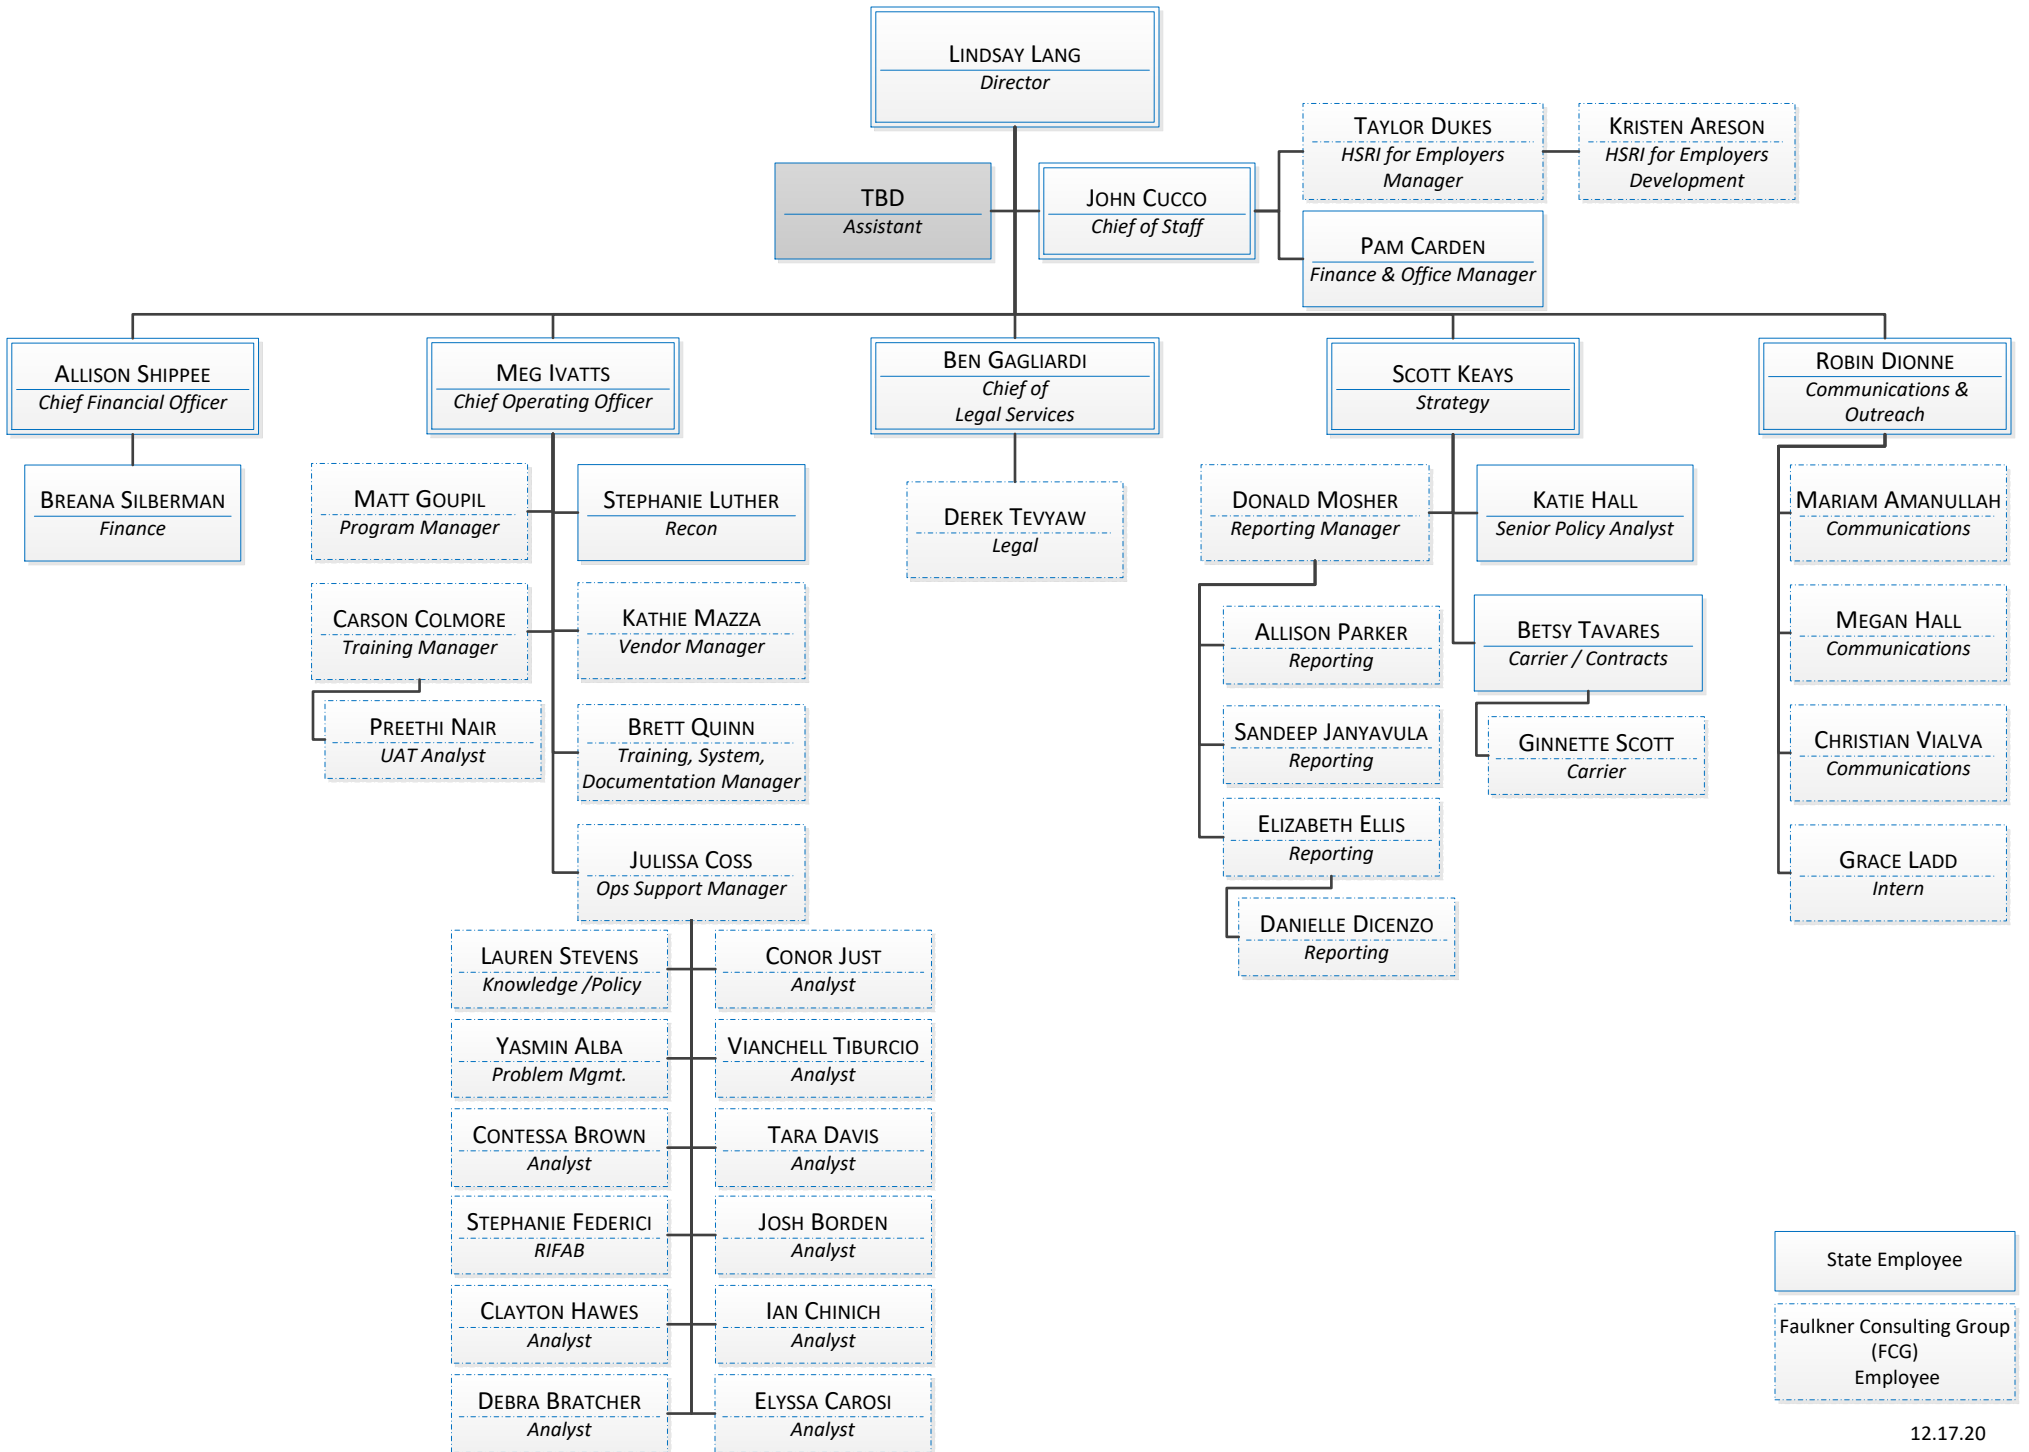 LINDSAY LANG
Director
TAYLOR DUKES
HSRI for Employers
Manager
KRISTEN ARESON
HSRI for Employers
Development
TBD
Assistant
JOHN CUCCO
Chief of Staff
PAM CARDEN
Finance & Office Manager
ALLISON SHIPPEE
Chief Financial Officer
MEG IVATTS
Chief Operating Officer
BEN GAGLIARDI
Chief of
Legal Services
SCOTT KEAYS
Strategy
ROBIN DIONNE
Communications &
Outreach
BREANA SILBERMAN
Finance
MATT GOUPIL
Program Manager
STEPHANIE LUTHER
Recon
CARSON COLMORE
Training Manager
KATHIE MAZZA
Vendor Manager
PREETHI NAIR
UAT Analyst
BRETT QUINN
Training, System,
Documentation Manager
JULISSA COSS
Ops Support Manager
LAUREN STEVENS
Knowledge /Policy
CONOR JUST
Analyst
YASMIN ALBA
Problem Mgmt.
VIANCHELL TIBURCIO
Analyst
CONTESSA BROWN
Analyst
TARA DAVIS
Analyst
STEPHANIE FEDERICI
RIFAB
JOSH BORDEN
Analyst
CLAYTON HAWES
Analyst
IAN CHINICH
Analyst
DEBRA BRATCHER
Analyst
ELYSSA CAROSI
Analyst
DEREK TEVYAW
Legal
DONALD MOSHER
Reporting Manager
KATIE HALL
Senior Policy Analyst
ALLISON PARKER
Reporting
BETSY TAVARES
Carrier / Contracts
SANDEEP JANYAVULA
Reporting
GINNETTE SCOTT
Carrier
ELIZABETH ELLIS
Reporting
DANIELLE DICENZO
Reporting
MARIAM AMANULLAH
Communications
MEGAN HALL
Communications
CHRISTIAN VIALVA
Communications
GRACE LADD
Intern
State Employee
Faulkner Consulting Group
(FCG)
Employee
12.17.20